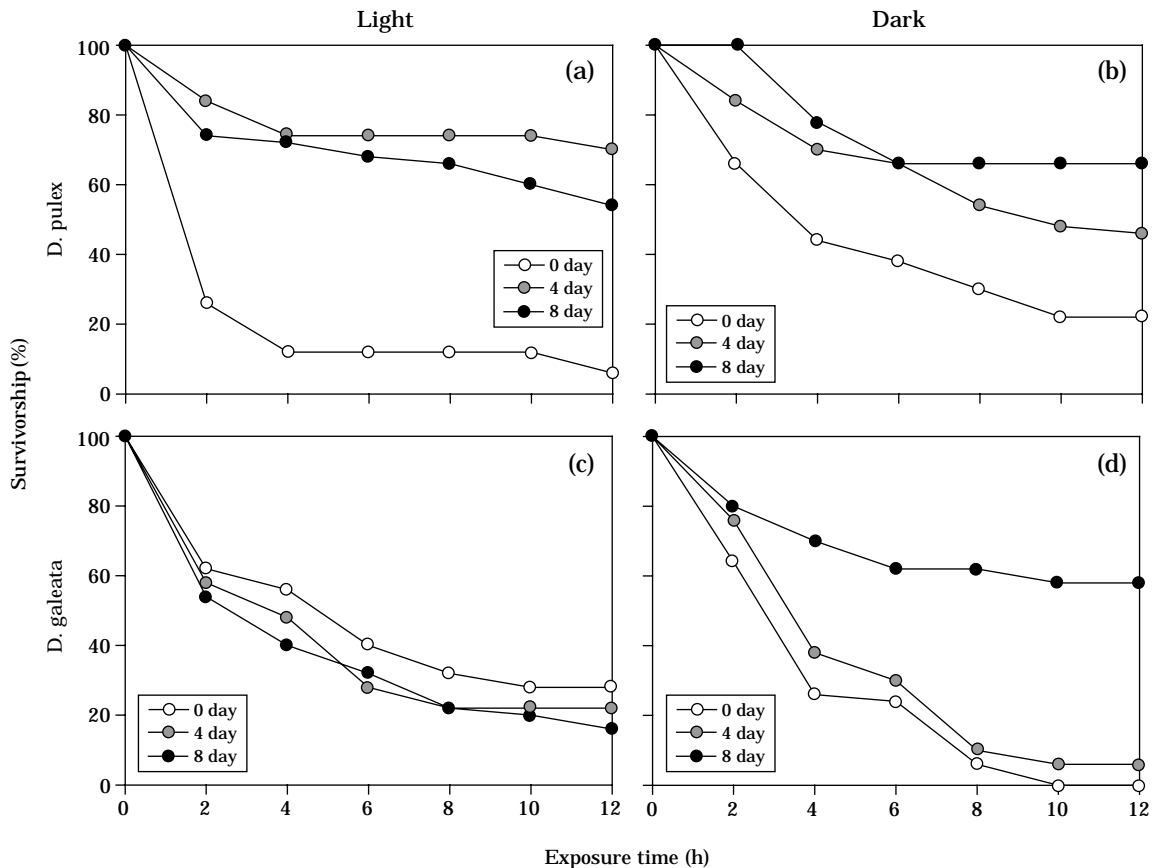 Light
Dark
(a)
(b)
100
80
60
40
20
0
D. pulex
0 day
4 day
8 day
0 day
4 day
8 day
Survivorship (%)
(c)
(d)
100
80
60
40
20
0
D. galeata
0 day
4 day
8 day
0 day
4 day
8 day
0 2 4 6 8 10 12
0 2 4 6 8 10 12
Exposure time (h)